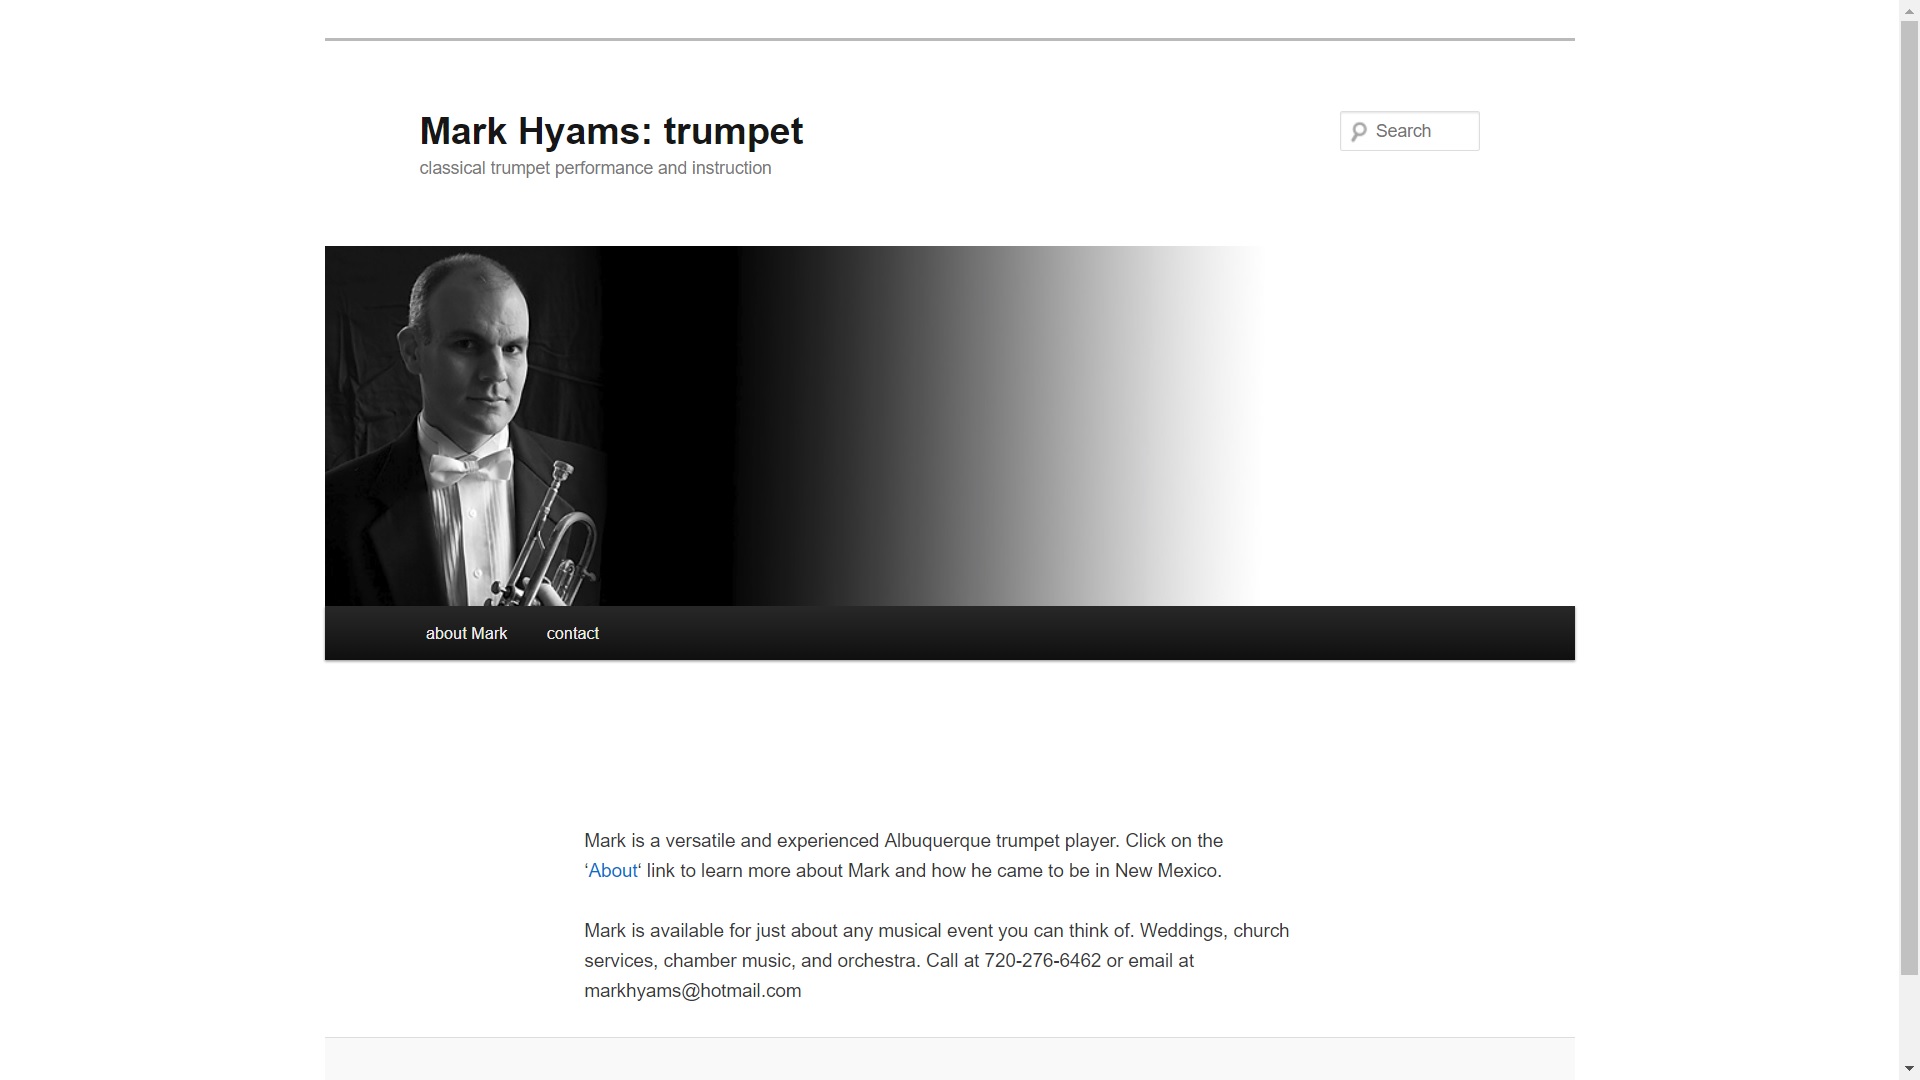 Mark Hyams: trumpet
classical trumpet performance and instruction
Search
about Mark
contact
Mark is a versatile and experienced Albuquerque trumpet player. Click on the
‘About‘ link to learn more about Mark and how he came to be in New Mexico.
Mark is available for just about any musical event you can think of. Weddings, church
services, chamber music, and orchestra. Call at 720-276-6462 or email at
markhyams@hotmail.com